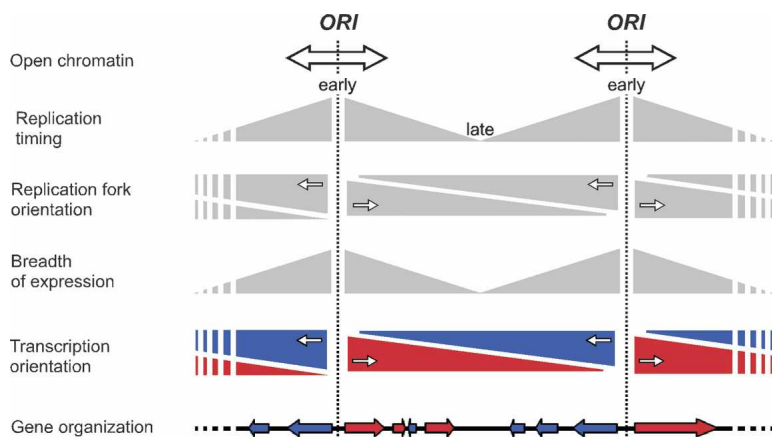 ORI ORI
Open chromatin
early early
Replication
timing
late
Replication fork
orientation
Breadth
of expression
Transcription
orientation
Gene organization